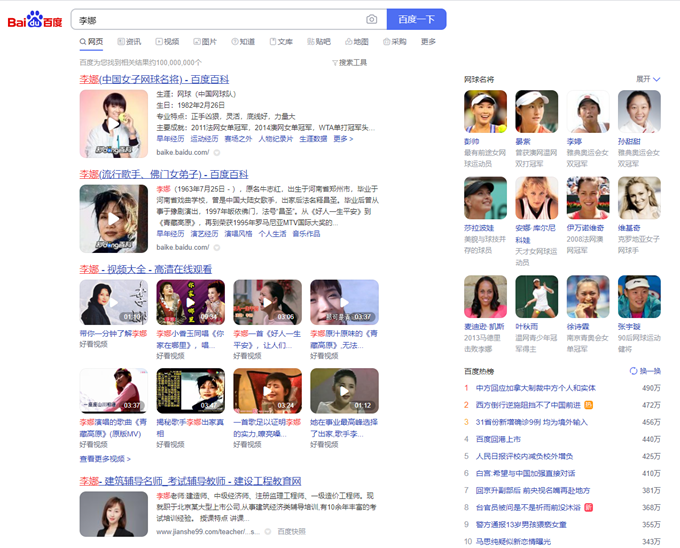 Bai du 百度
李娜
百度一下
网页 资讯 视频 图片 知道 文库 贴吧 地图 采购 更多
百度为您找到相关结果约100,000,000个
搜索工具
李娜(中国女子网球名将) - 百度百科
生涯：网球（中国网球队）
生日：1982年2月26日
专业特点：正手凶狠，灵活，底线好，力量大
主要成就：2011法网女单冠军，2014澳网女单冠军，WTA单打冠军头...
早年经历 运动经历 赛场之外 人物纪录片 生涯数据 更多 >
baike.baidu.com/
李娜(流行歌手、佛门女弟子) - 百度百科
李娜（1963年7月25日－），原名牛志红，出生于河南省郑州市，毕业于
河南省戏曲学校，曾是中国大陆女歌手，出家后法名释昌圣。毕业后曾从
事于豫剧演出，1997年皈依佛门，法号“昌圣”。从《好人一生平安》到
《青藏高原》，再到荣获1995年罗马尼亚MTV国际大奖的...
早年经历 演艺经历 演唱风格 个人生活 音乐作品
baike.baidu.com/
李娜 - 视频大全 - 高清在线观看
01:10
09:34
03:06
03:37
带你一分钟了解李娜
好看视频
李娜小香玉同唱《你
家在哪里》，唱...
好看视频
李娜一首《好人一生
平安》，让人们...
好看视频
李娜原汁原味的《青
藏高原》,无法...
好看视频
03:37
03:47
03:24
01:12
李娜演唱的歌曲《青
藏高原》(原版MV)
好看视频
揭秘歌手李娜出家真
相
好看视频
一首歌足以证明李娜
的实力,嘹亮嗓...
好看视频
她在事业最高峰选择
了出家,歌手李...
好看视频
查看更多视频 >
李娜- 建筑辅导名师_考试辅导教师 - 建设工程教育网
李娜老师 建造师、中级经济师、注册监理工程师、一级造价工程师。现
就职于北京某大型上市公司,从事建筑经济类辅导培训,有10余年丰富的考
试培训经验。 授课特点 讲课...
www.jianshe99.com/teacher/...s...
百度快照
网球名将
展开
彭帅
最有前途女网
球运动员
晏紫
曾获澳网温网
双打冠军
李婷
雅典奥运会女
双冠军
孙甜甜
雅典奥运会女
双冠军
莎拉波娃
美貌与球技并
存的球员
安娜·库尔尼
科娃
天才女网球运
动员
伊万诺维奇
2008法网澳
网冠军
维基奇
克罗地亚女子
网球手
麦迪逊·凯斯
2013马德里
击败李娜
叶秋雨
温网青少年冠
军得主
徐诗霖
南京青奥会女
单冠军
张宇璇
90后网球运动
健将
百度热榜
换一换
1 中方回应加拿大制裁中方个人和实体 490万
2 西方倒行逆施阻挡不了中国前进 热 472万
3 31省份新增确诊9例 均为境外输入 456万
4 百度回港上市 440万
5 人民日报评校内减负校外增负 425万
6 白宫:希望与中国加强直接对话 410万
7 回京升副部后 前央视名嘴再赴地方 381万
8 台官员被问是不是祈雨前没沐浴 新 368万
9 警方通报13岁男孩猥亵女童 355万
10 马思纯疑似新恋情曝光 343万